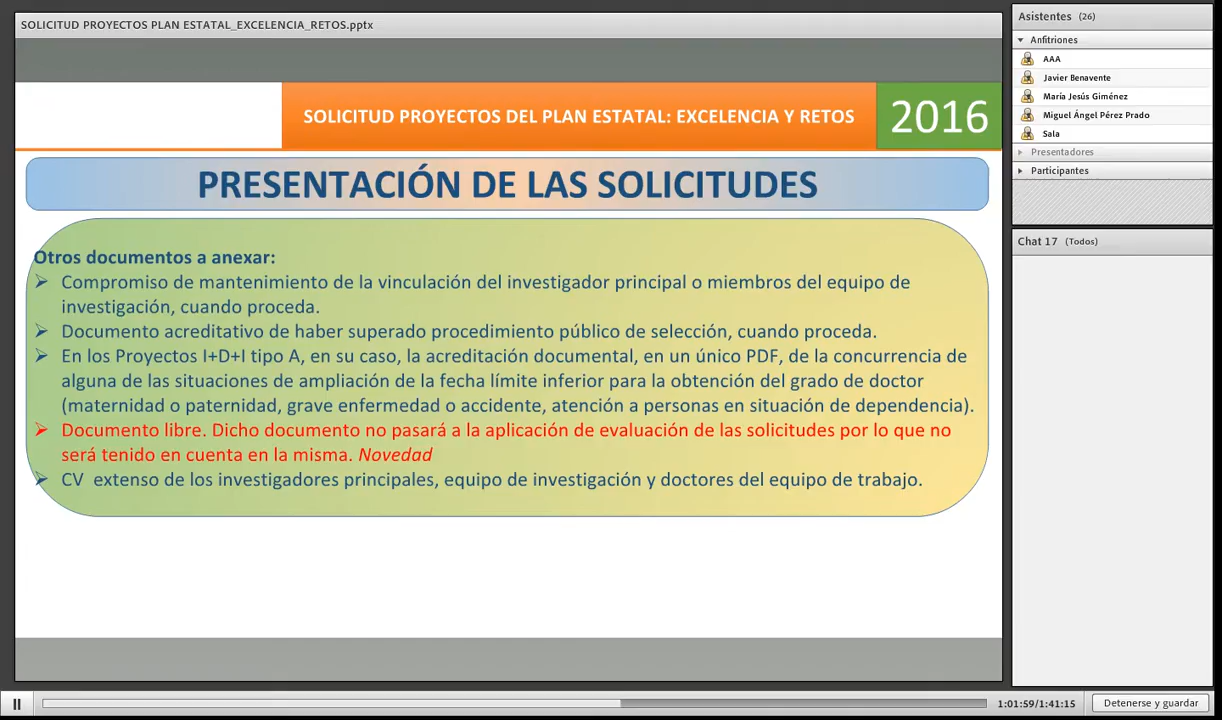 SOLICITUD PROYECTOS PLAN ESTATAL_EXCELENCIA_RETOS.pptx
SOLICITUD PROYECTOS DEL PLAN ESTATAL: EXCELENCIA Y RETOS
2016
PRESENTACIÓN DE LAS SOLICITUDES
Otros documentos a anexar:
Compromiso de mantenimiento de la vinculación del investigador principal o miembros del equipo de
investigación, cuando proceda.
Documento acreditativo de haber superado procedimiento público de selección, cuando proceda.
En los Proyectos I+D+I tipo A, en su caso, la acreditación documental, en un único PDF, de la concurrencia de
alguna de las situaciones de ampliación de la fecha límite inferior para la obtención del grado de doctor
(maternidad o paternidad, grave enfermedad o accidente, atención a personas en situación de dependencia).
Documento libre. Dicho documento no pasará a la aplicación de evaluación de las solicitudes por lo que no
será tenido en cuenta en la misma. Novedad
CV extenso de los investigadores principales, equipo de investigación y doctores del equipo de trabajo.
Asistentes (26)
Anfitriones
AAA
Javier Benavente
María Jesús Giménez
Miguel Ángel Pérez Prado
Sala
Presentadores
Participantes
Chat 17 (Todos)
1:01:59/1:41:15
Detenerse y guardar